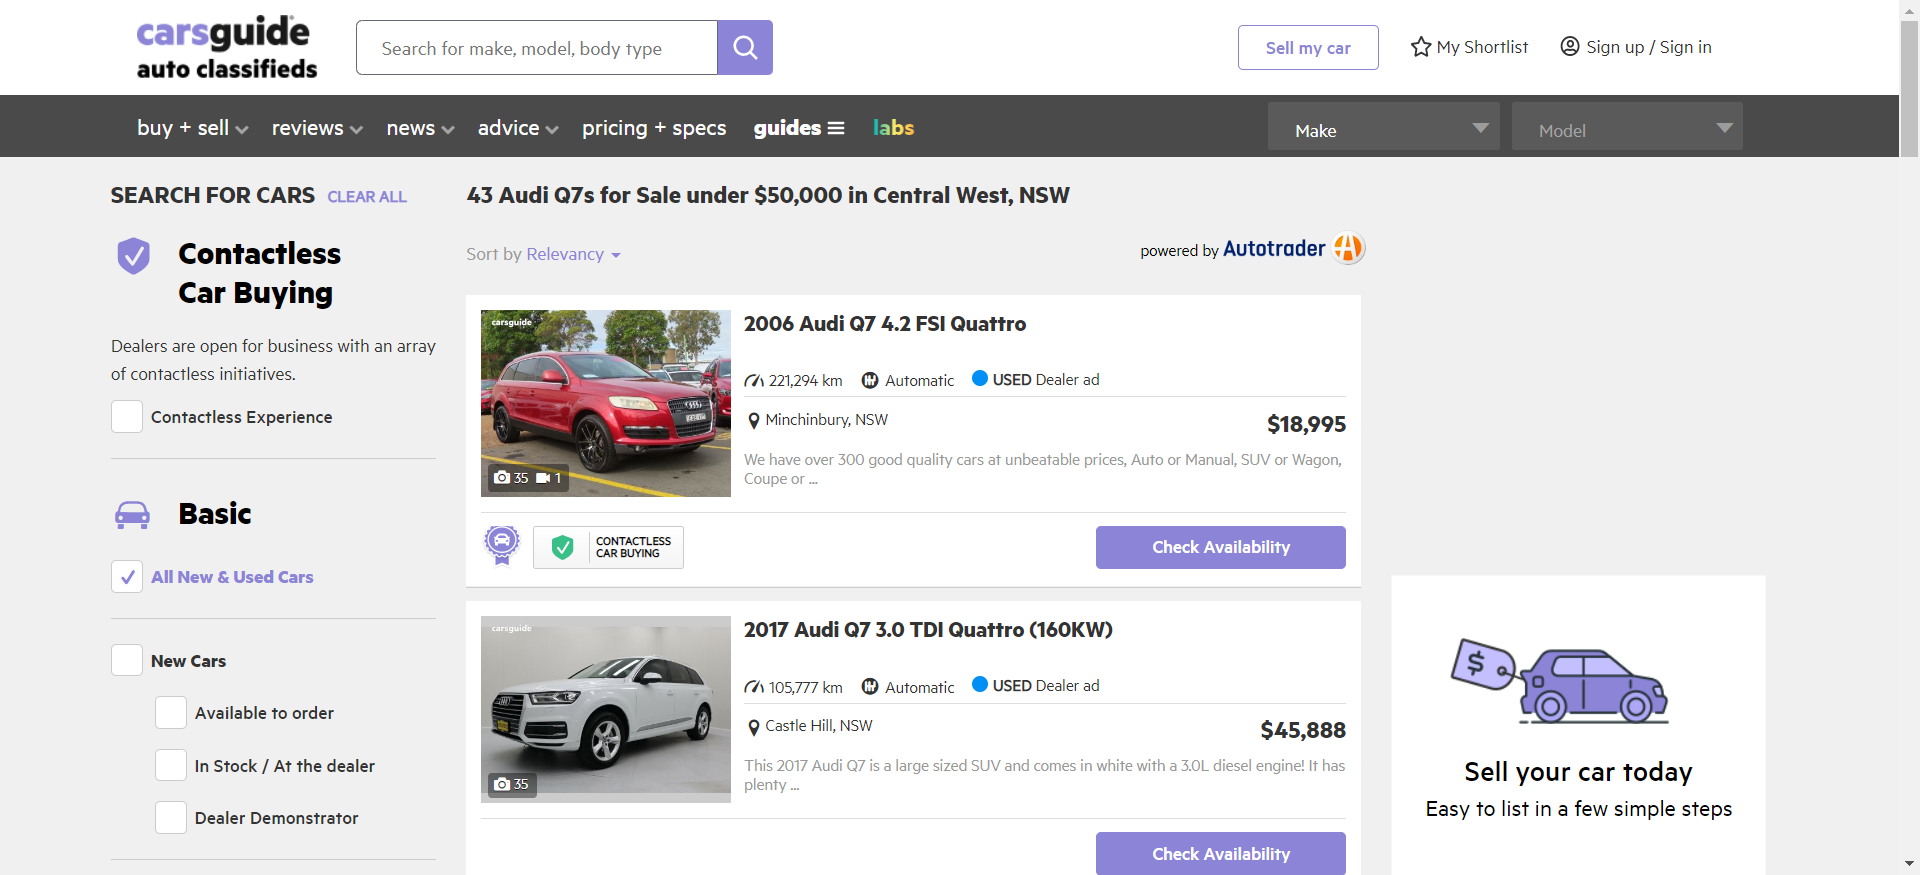 carsguide
auto classifieds
Search for make, model, body type
Sell my car
My Shortlist
Sign up / Sign in
buy + sell
reviews
news
advice
pricing + specs
guides
labs
Make
Model
SEARCH FOR CARS CLEAR ALL
Contactless
Car Buying
Dealers are open for business with an array
of contactless initiatives.
Contactless Experience
Basic
All New & Used Cars
New Cars
Available to order
In Stock / At the dealer
Dealer Demonstrator
43 Audi Q7s for Sale under $50,000 in Central West, NSW
Sort by Relevancy
powered by Autotrader
carsguide
35 1
2006 Audi Q7 4.2 FSI Quattro
221,294 km Automatic USED Dealer ad
Minchinbury, NSW
$18,995
We have over 300 good quality cars at unbeatable prices, Auto or Manual, SUV or Wagon,
Coupe or ...
CONTACTLESS
CAR BUYING
Check Availability
carsguide
35
2017 Audi Q7 3.0 TDI Quattro (160KW)
105,777 km Automatic USED Dealer ad
Castle Hill, NSW
$45,888
This 2017 Audi Q7 is a large sized SUV and comes in white with a 3.0L diesel engine! It has
plenty ...
Check Availability
$
Sell your car today
Easy to list in a few simple steps